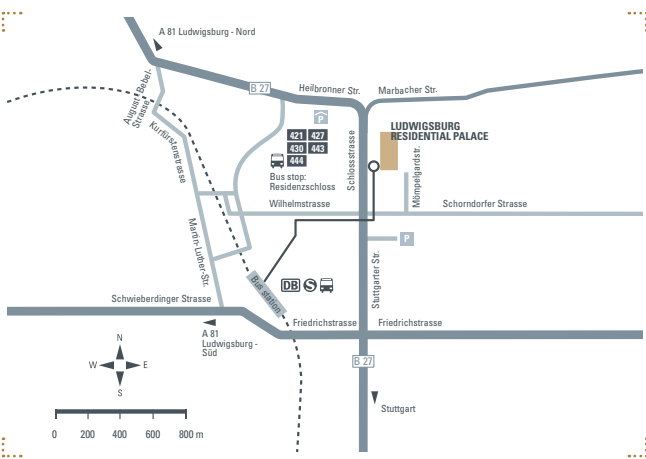 A 81 Ludwigsburg - Nord
B 27
Heilbronner Str.
Marbacher Str.
August-Bebel-
Strasse
P
Kurfürstenstrasse
421 427
430 443
444
Bus stop:
Residenzschloss
Schlossstrasse
LUDWIGSBURG
RESIDENTIAL PALACE
Mömpelgardstr.
Wilhelmstrasse
Schorndorfer Strasse
Martin-Luther-Str.
P
Stuttgarter Str.
Bus station
DB S
Schwieberdinger Strasse
Friedrichstrasse
Friedrichstrasse
A 81
Ludwigsburg -
Süd
B 27
N
W E
S
Stuttgart
0 200 400 600 800 m